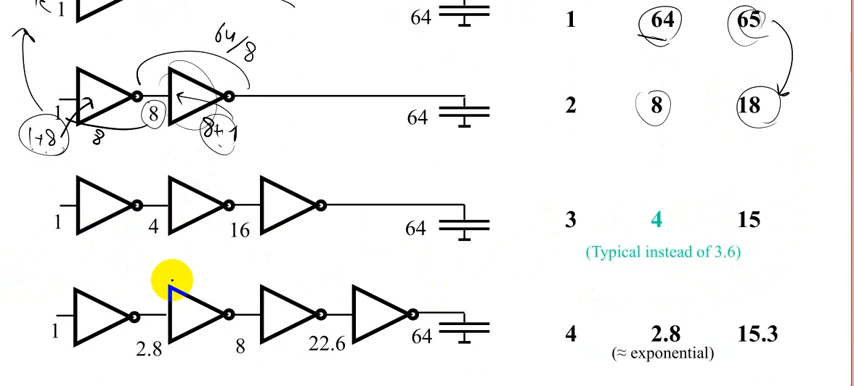 1 64 1 64 65
64/8
1 8 64 2 8 18
1+8 8 8+1
1 4 16 64 3 4 15
(Typical instead of 3.6)
1 2.8 8 22.6 64 4 2.8 15.3
(≈ exponential)